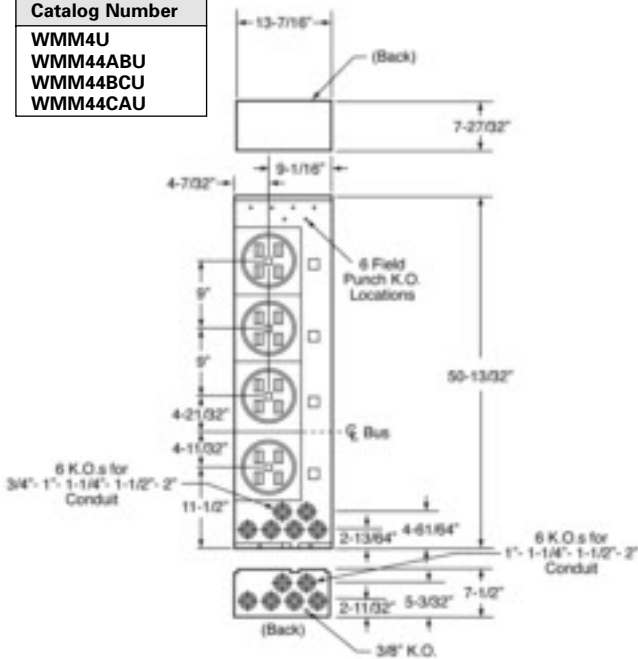 Catalog Number
WMM4U
WMM44ABU
WMM44BCU
WMM44CAU
13-7/16"
(Back)
7-27/32"
9-1/16"
4-7/32"
6 Field
Punch K.O.
Locations
9"
9"
50-13/32"
4-21/32"
℄ Bus
4-11/32"
6 K.O.s for
3/4"- 1"- 1-1/4"- 1-1/2"- 2"
Conduit
11-1/2"
4-61/64"
2-13/64"
6 K.O.s for
1"- 1-1/4"- 1-1/2"- 2"
Conduit
7-1/2"
5-3/32"
2-11/32"
(Back)
3/8" K.O.